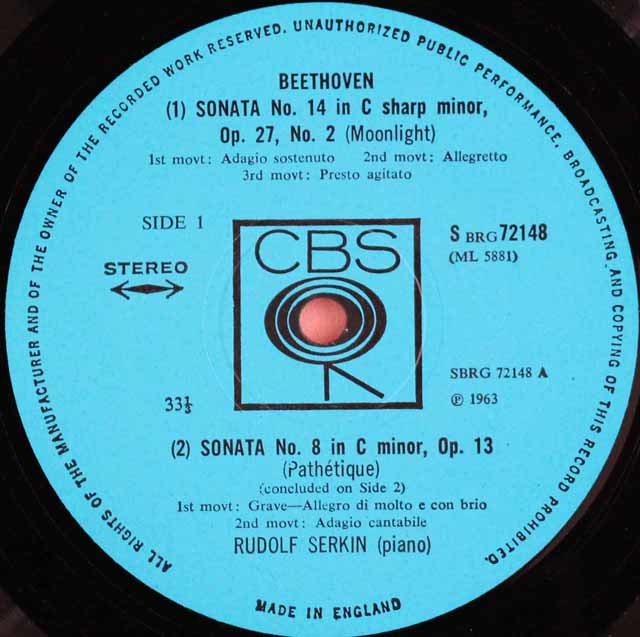 ALL RIGHTS OF THE MANUFACTURER AND OF THE OWNER OF THE RECORDED WORK RESERVED. UNAUTHORIZED PUBLIC PERFORMANCE, BROADCASTING AND COPYING OF THIS RECORD PROHIBITED.
BEETHOVEN
(1) SONATA No. 14 in C sharp minor,
Op. 27, No. 2 (Moonlight)
1st movt: Adagio sostenuto 2nd movt: Allegretto
3rd movt: Presto agitato
SIDE 1
STEREO
CBS
S BRG 72148
(ML 5881)
33⅓
SBRG 72148 A
℗ 1963
(2) SONATA No. 8 in C minor, Op. 13
(Pathétique)
(concluded on Side 2)
1st movt: Grave—Allegro di molto e con brio
2nd movt: Adagio cantabile
RUDOLF SERKIN (piano)
MADE IN ENGLAND